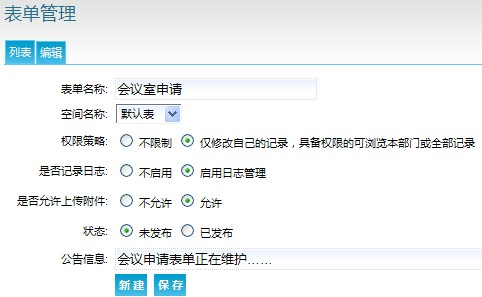 表单管理
列表 编辑
表单名称: 会议室申请
空间名称: 默认表
权限策略: 不限制 仅修改自己的记录，具备权限的可浏览本部门或全部记录
是否记录日志: 不启用 启用日志管理
是否允许上传附件: 不允许 允许
状态: 未发布 已发布
公告信息: 会议申请表单正在维护……
新建 保存